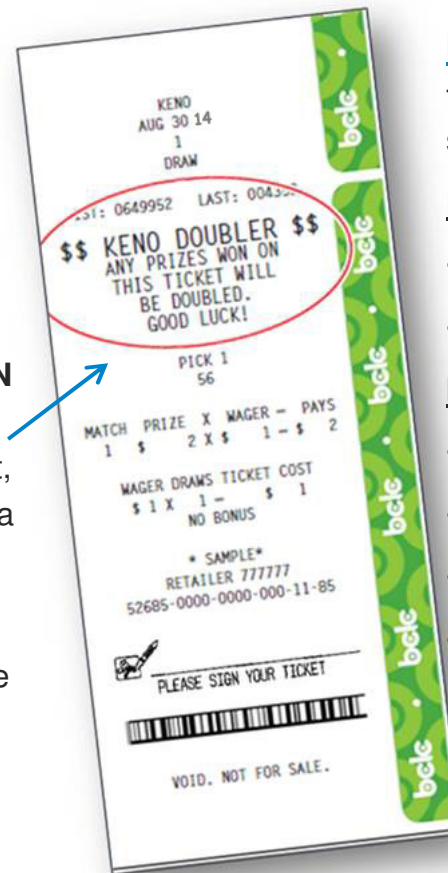 KENO
AUG 30 14
1
DRAW
0649952 LAST:
$$ KENO DOUBLER $$
ANY PRIZES WON ON
THIS TICKET WILL
BE DOUBLED.
GOOD LUCK!
PICK 1
56
MATCH PRIZE X WAGER - PAYS
1 $ 2 X $ 1 - $ 2
WAGER DRAWS TICKET COST
$ 1 X 1 - $ 1
NO BONUS
* SAMPLE*
RETAILER 777777
52685-0000-0000-000-11-85
PLEASE SIGN YOUR TICKET
VOID. NOT FOR SALE.
bclc
bclc
bclc
bclc
bclc
bclc
N
a